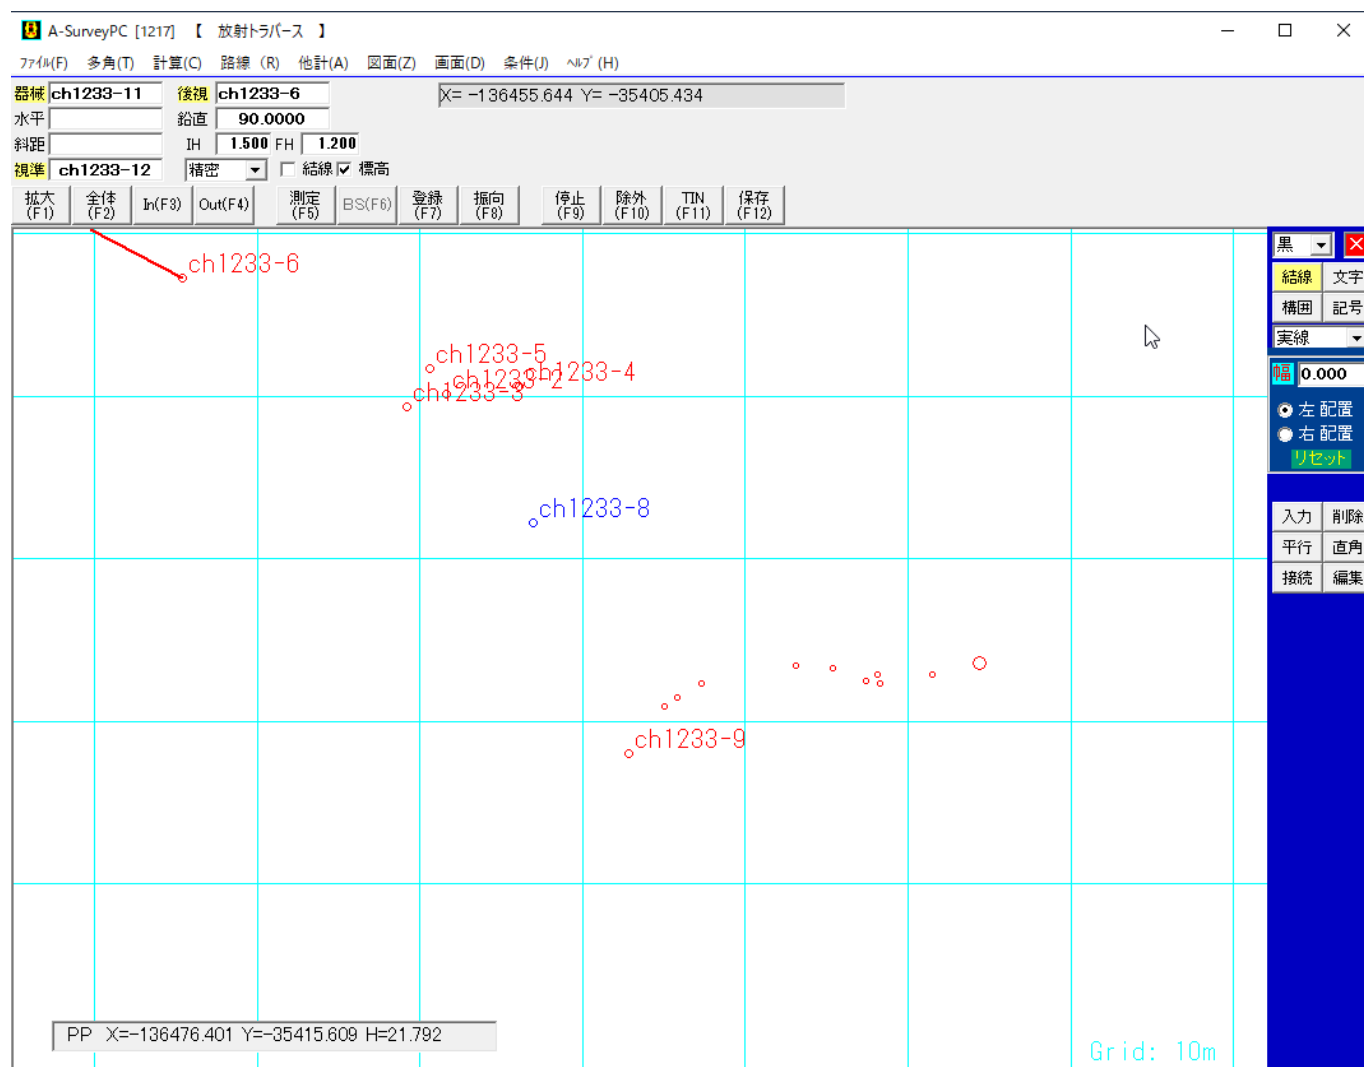 A-SurveyPC [1217] 【 放射トラバース 】
ﾌｧｲﾙ(F) 多角(T) 計算(C) 路線 (R) 他計(A) 図面(Z) 画面(D) 条件(J) ﾍﾙﾌﾟ(H)
器械 ch1233-11 後視 ch1233-6 X= -136455.644 Y= -35405.434
水平 鉛直 90.0000
斜距 IH 1.500 FH 1.200
視準 ch1233-12 精密 結線 標高
拡大 (F1) 全体 (F2) In(F3) Out(F4) 測定 (F5) BS(F6) 登録 (F7) 振向 (F8) 停止 (F9) 除外 (F10) TIN (F11) 保存 (F12)
黒
結線 文字
構囲 記号
実線
幅 0.000
左 配置
右 配置
リセット
入力 削除
平行 直角
接続 編集
ch1233-6
ch1233-5
ch1233-4
ch1233-2
ch1233-3
ch1233-8
ch1233-9
PP X=-136476.401 Y=-35415.609 H=21.792
Grid: 10m